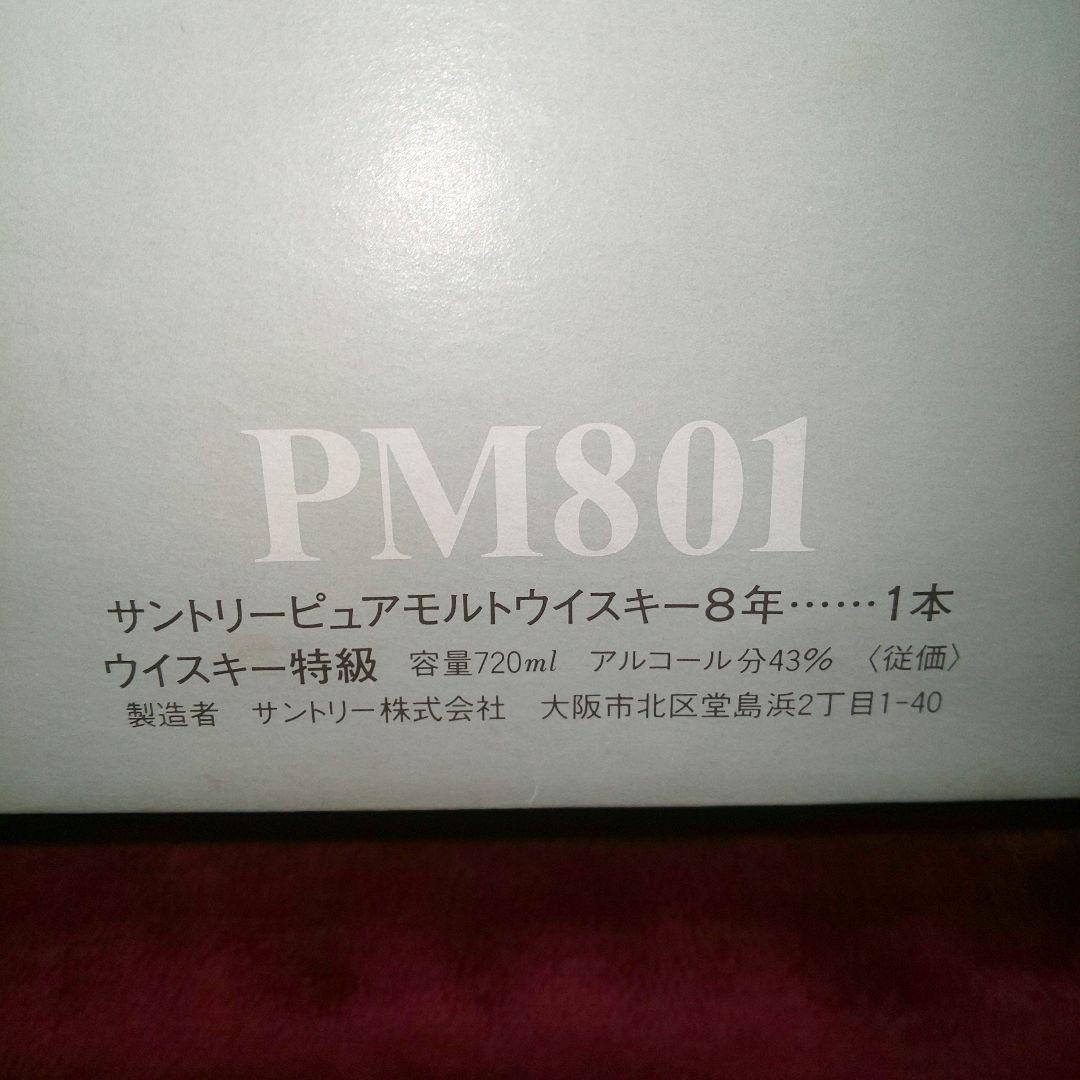 PM801
サントリーピュアモルトウイスキー8年……1本
ウイスキー特級 容量720ml アルコール分43% 〈従価〉
製造者 サントリー株式会社 大阪市北区堂島浜2丁目1-40